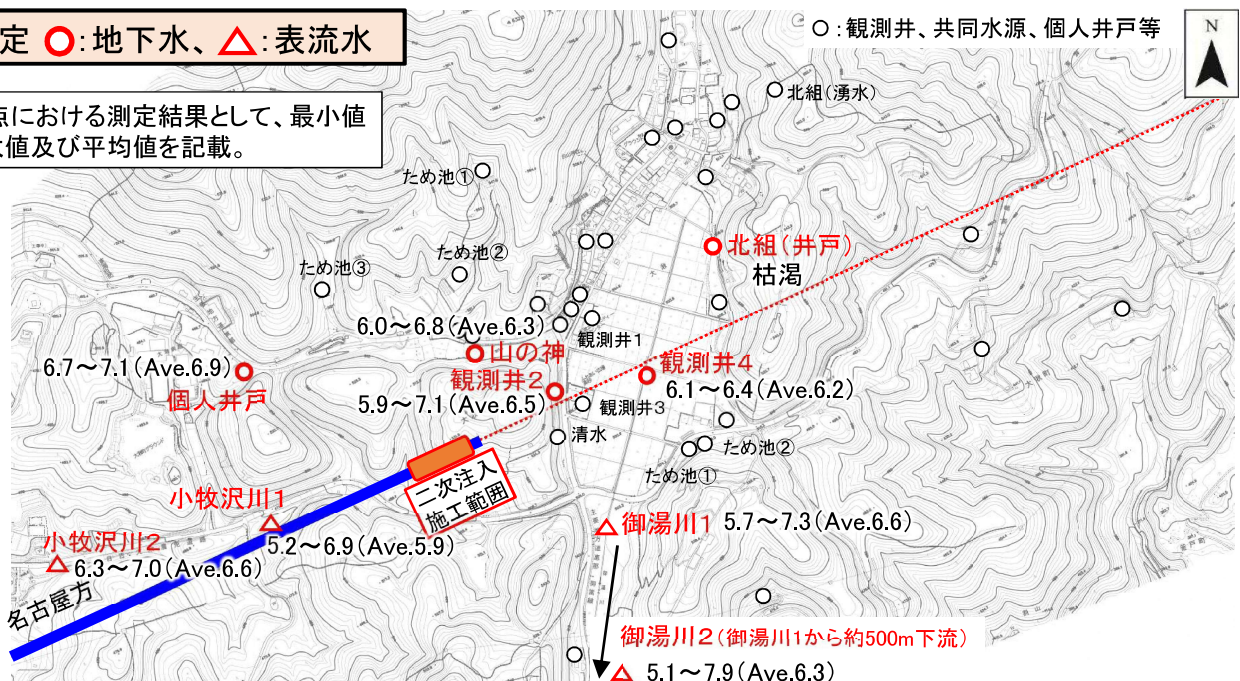 定 ○:地下水、△:表流水
○:観測井、共同水源、個人井戸等
N
点における測定結果として、最小値
大値及び平均値を記載。
北組(湧水)
ため池①
ため池②
ため池③
北組(井戸)
枯渇
6.0～6.8(Ave.6.3)
観測井1
山の神
6.7～7.1(Ave.6.9)
個人井戸
観測井2
5.9～7.1(Ave.6.5)
観測井4
6.1～6.4(Ave.6.2)
観測井3
清水
ため池②
ため池①
二次注入
施工範囲
小牧沢川1
5.2～6.9(Ave.5.9)
小牧沢川2
6.3～7.0(Ave.6.6)
名古屋方
御湯川1 5.7～7.3(Ave.6.6)
御湯川2(御湯川1から約500m下流)
5.1～7.9(Ave.6.3)